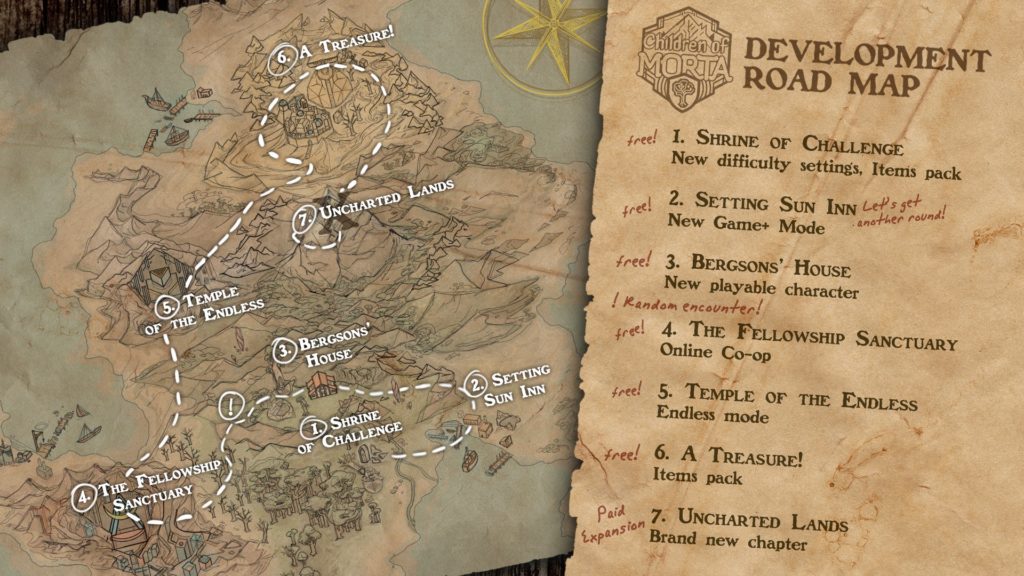 6. A Treasure!
7. Uncharted Lands
5. Temple
of the Endless
3. Bergsons'
House
2. Setting
Sun Inn
!
1. Shrine
of Challenge
4. The Fellowship
Sanctuary
Children of
MORTA
DEVELOPMENT
ROAD MAP
free! 1. Shrine of Challenge
New difficulty settings, Items pack
free! 2. Setting Sun Inn Let's get
another round!
New Game+ Mode
free! 3. Bergsons' House
New playable character
! Random encounter!
free! 4. The Fellowship Sanctuary
Online Co-op
free! 5. Temple of the Endless
Endless mode
free! 6. A Treasure!
Items pack
Paid
Expansion
7. Uncharted Lands
Brand new chapter